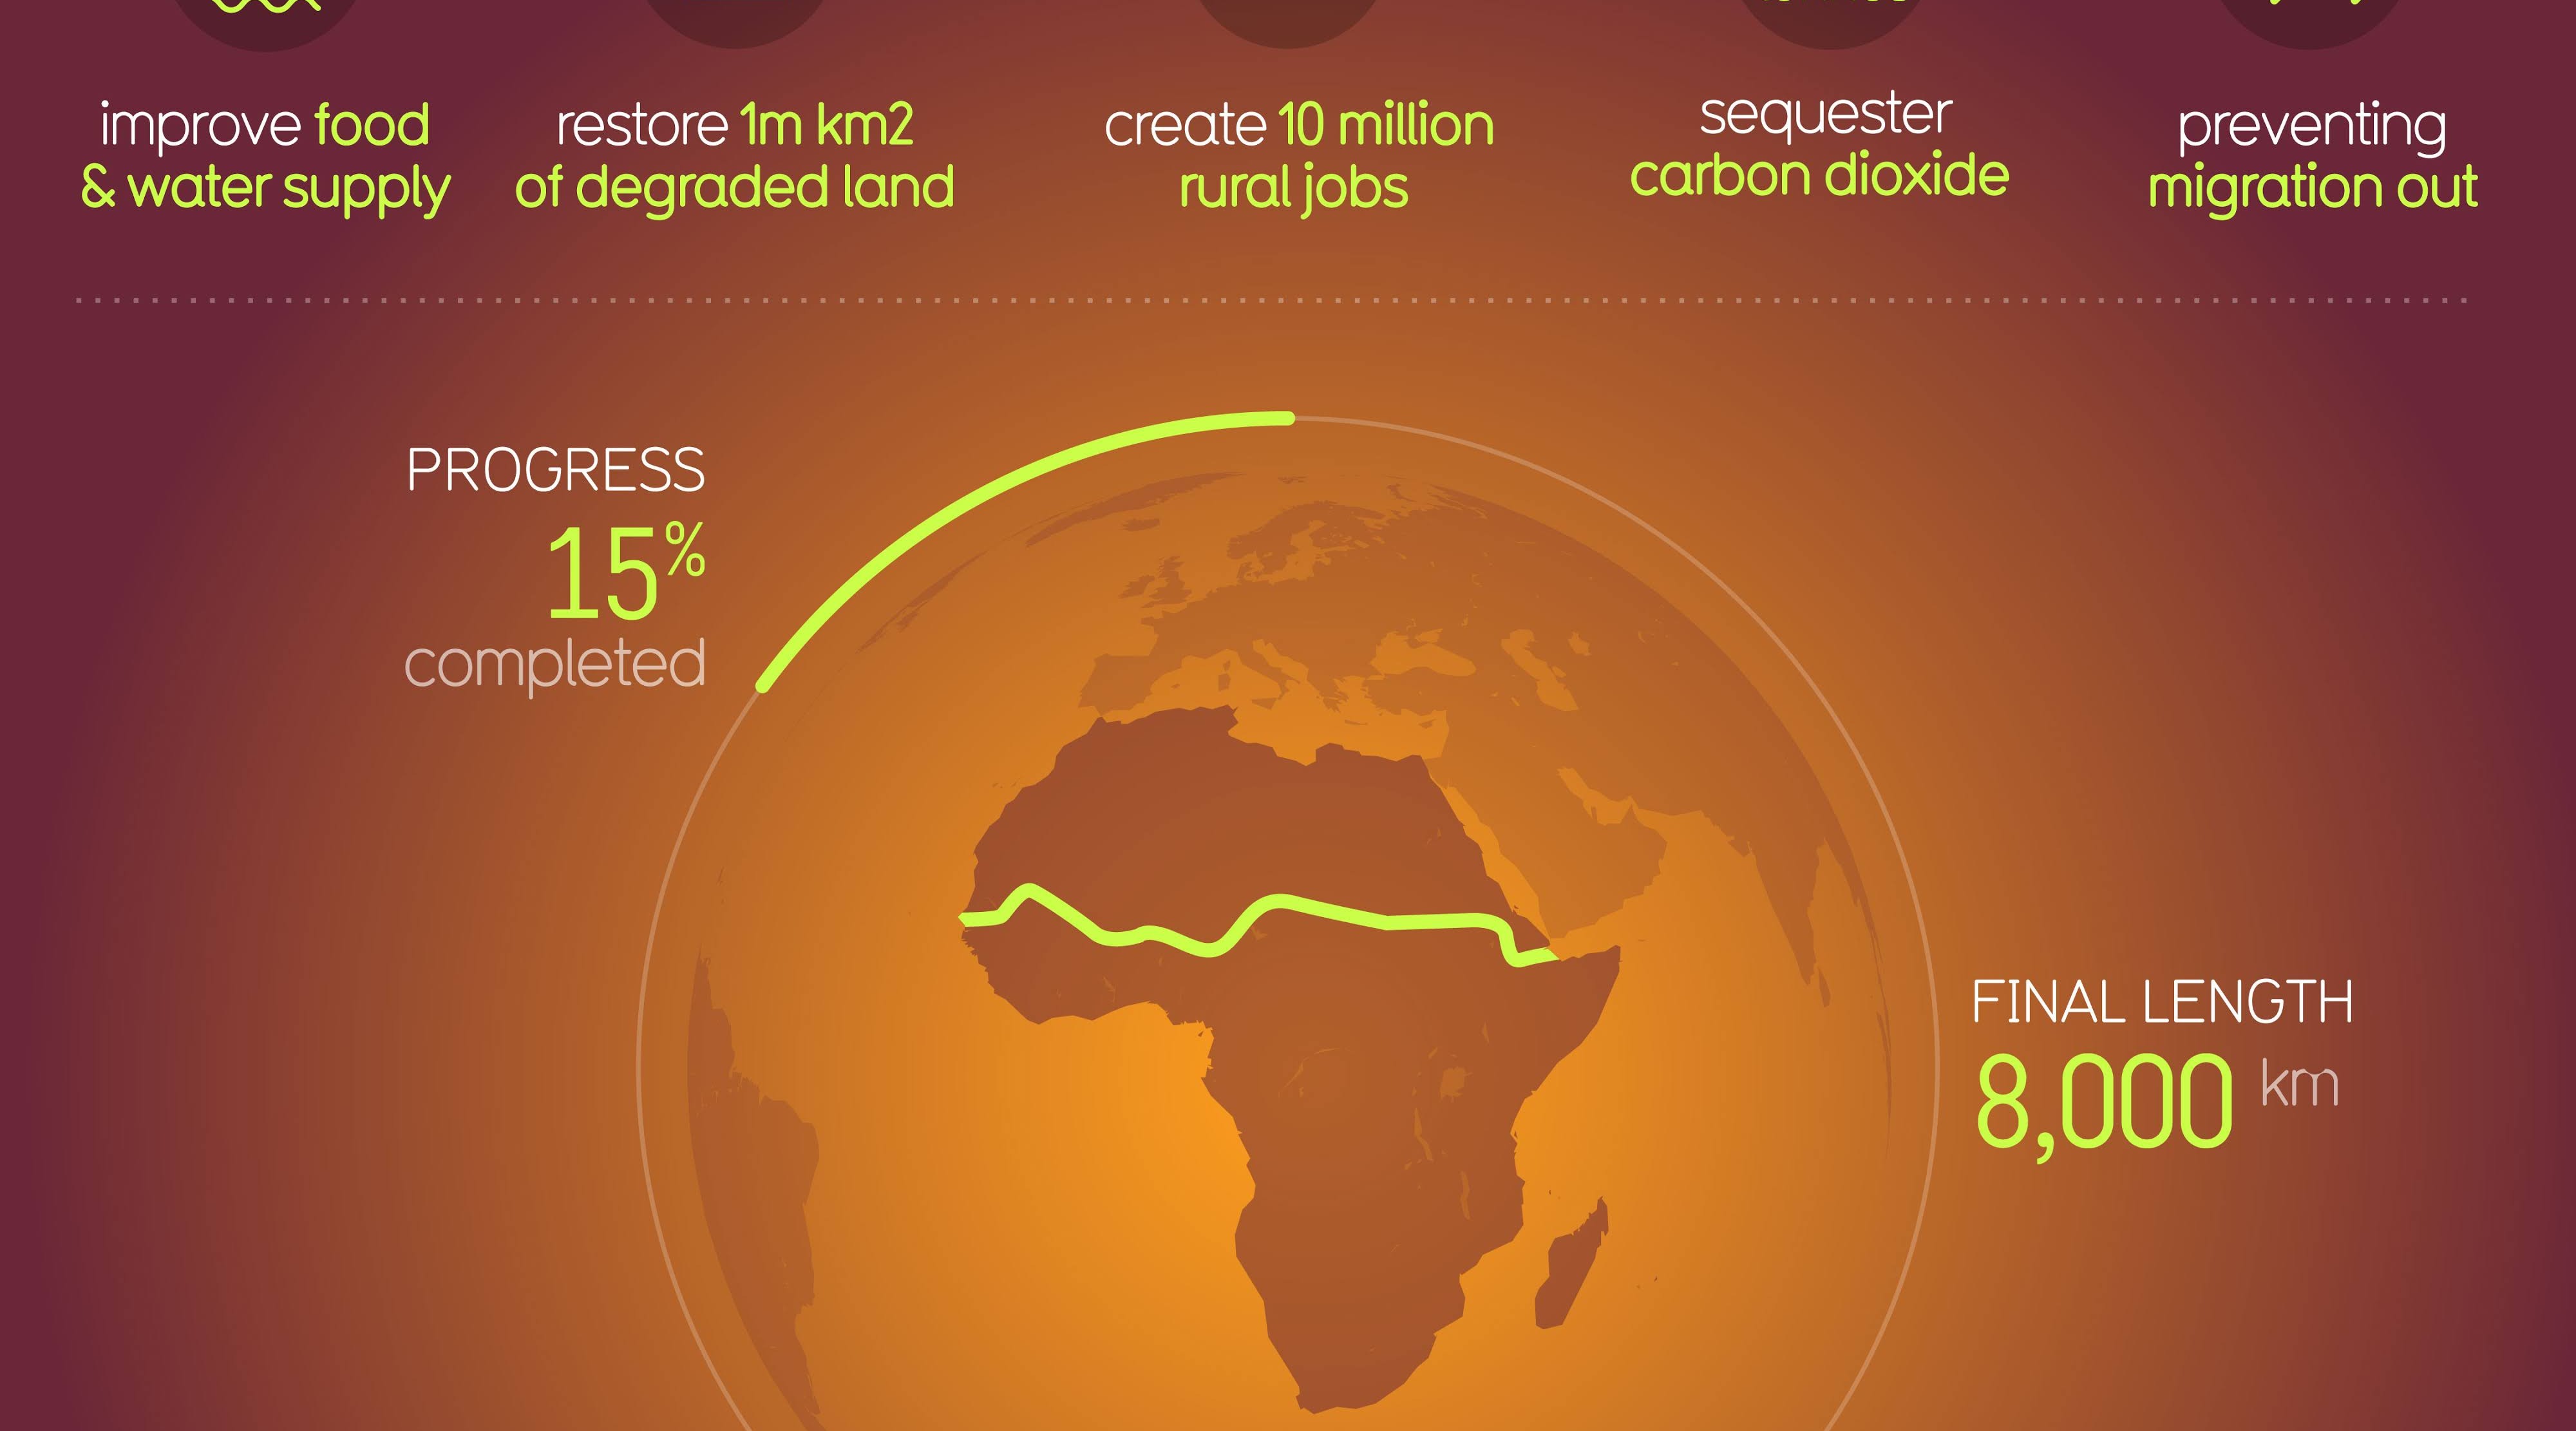 improve food
& water supply
restore 1m km2
of degraded land
create 10 million
rural jobs
sequester
carbon dioxide
preventing
migration out
PROGRESS
15%
completed
FINAL LENGTH
8,000 km